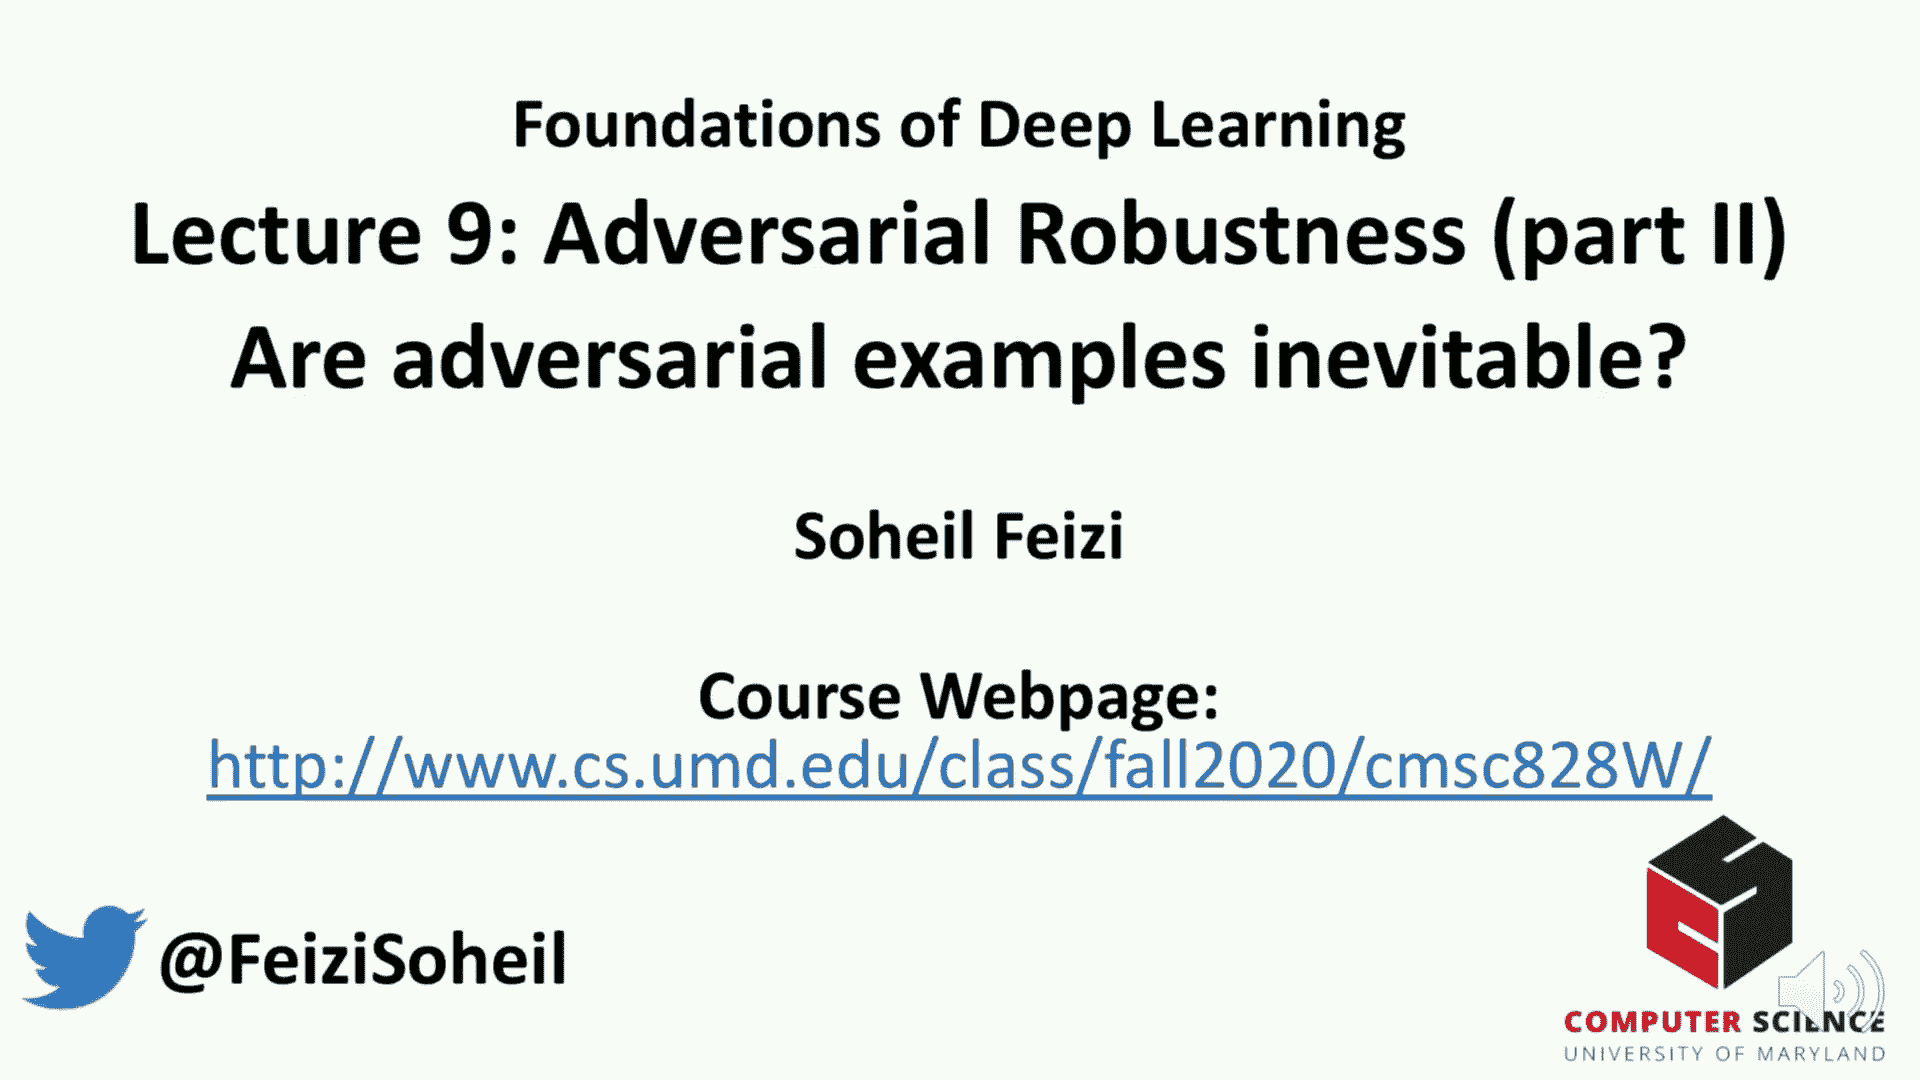 Foundations of Deep Learning
Lecture 9: Adversarial Robustness (part II)
Are adversarial examples inevitable?
Soheil Feizi
Course Webpage:
http://www.cs.umd.edu/class/fall2020/cmsc828W/
@FeiziSoheil
COMPUTER SCIENCE
UNIVERSITY OF MARYLAND